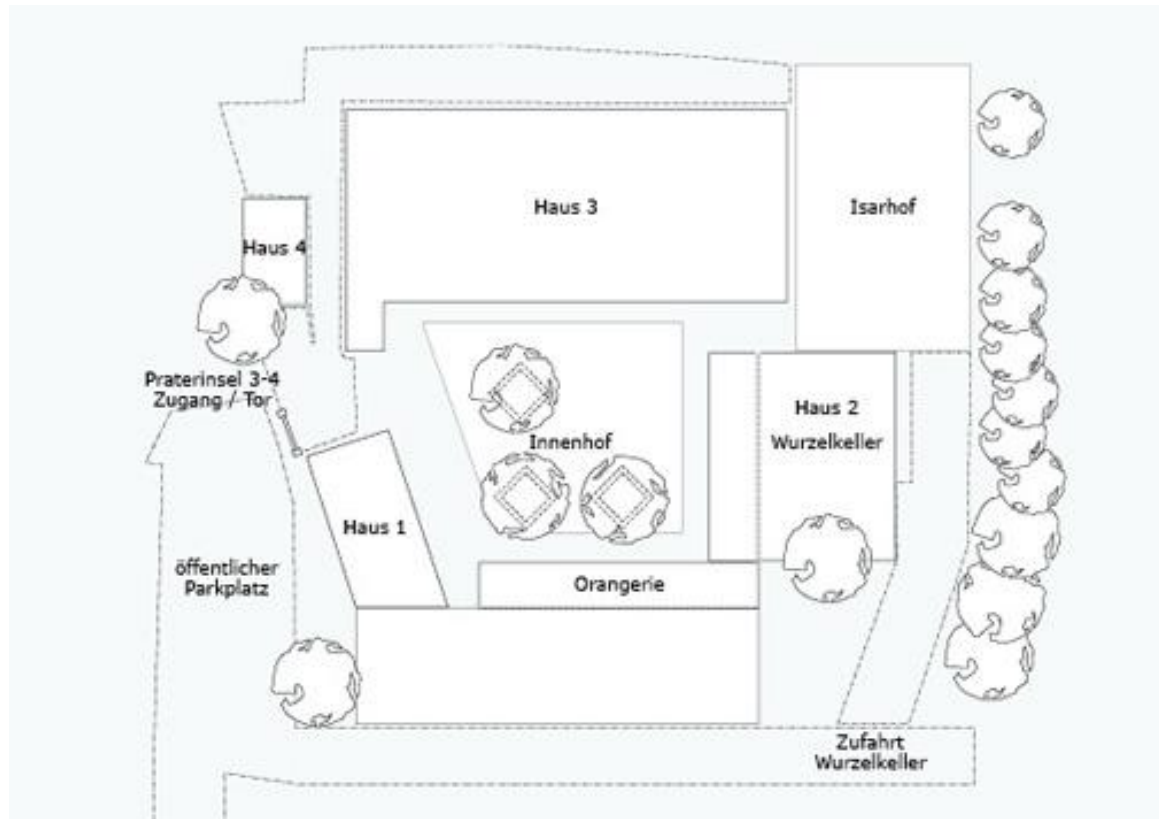 Haus 3
Isarhof
Haus 4
Praterinsel 3-4
Zugang / Tor
Haus 2
Wurzelkeller
Innenhof
Haus 1
öffentlicher
Parkplatz
Orangerie
Zufahrt
Wurzelkeller